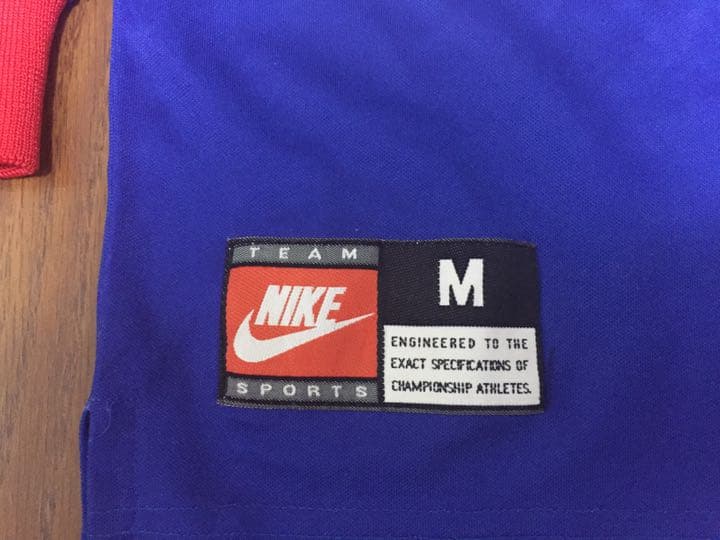 TEAM
NIKE
SPORTS
M
ENGINEERED TO THE
EXACT SPECIFICATIONS OF
CHAMPIONSHIP ATHLETES.